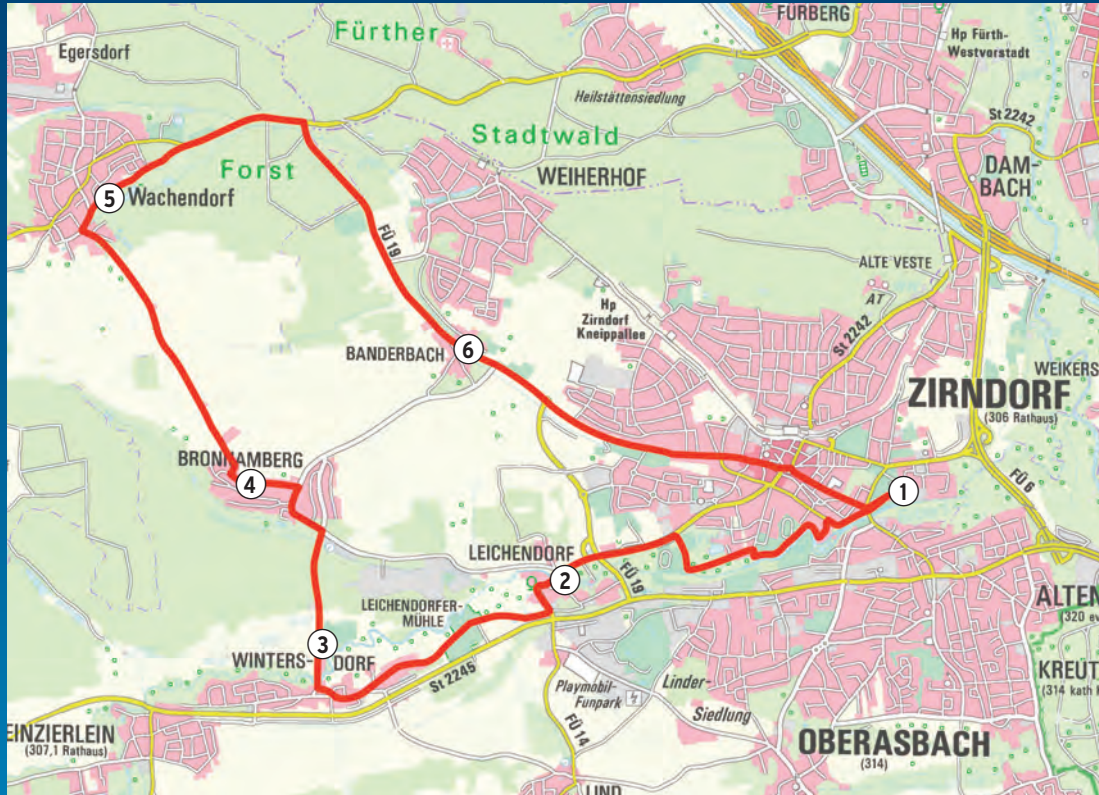 FÜRBERG
Egersdorf
Fürther
Hp Fürth-
Westvorstadt
Heilstättensiedlung
St 2242
Stadtwald
DAM-
BACH
Forst
WEIHERHOF
5
Wachendorf
FÜ 19
ALTE VESTE
AT
Hp
Zirndorf
Kneippallee
St 2242
BANDERBACH
6
WEIKERS
ZIRNDORF
(306 Rathaus)
BRONNAMBERG
4
1
FÜ 6
LEICHENDORF
2
FÜ 19
LEICHENDORFER-
MÜHLE
ALTEN
(320 ev
3
WINTERS-
DORF
St 2245
KREUT
(314 kath
Playmobil-
Funpark
Linder-
Siedlung
FÜ 14
EINZIERLEIN
(307,1 Rathaus)
OBERASBACH
(314)
LIND